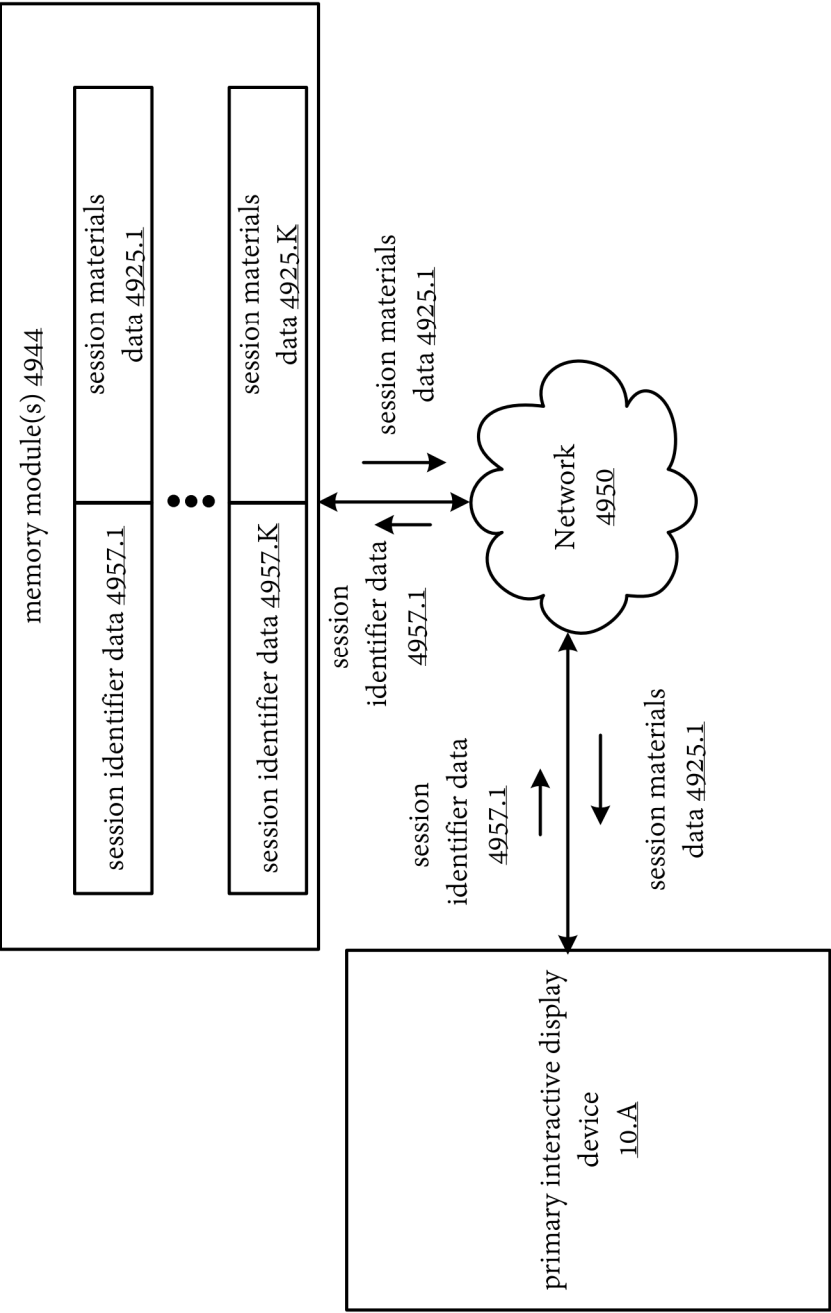 memory module(s) 4944
session identifier data 4957.1
session materials
data 4925.1
session identifier data 4957.K
session materials
data 4925.K
session
identifier data
4957.1
session materials
data 4925.1
Network
4950
session
identifier data
4957.1
session materials
data 4925.1
primary interactive display
device
10.A